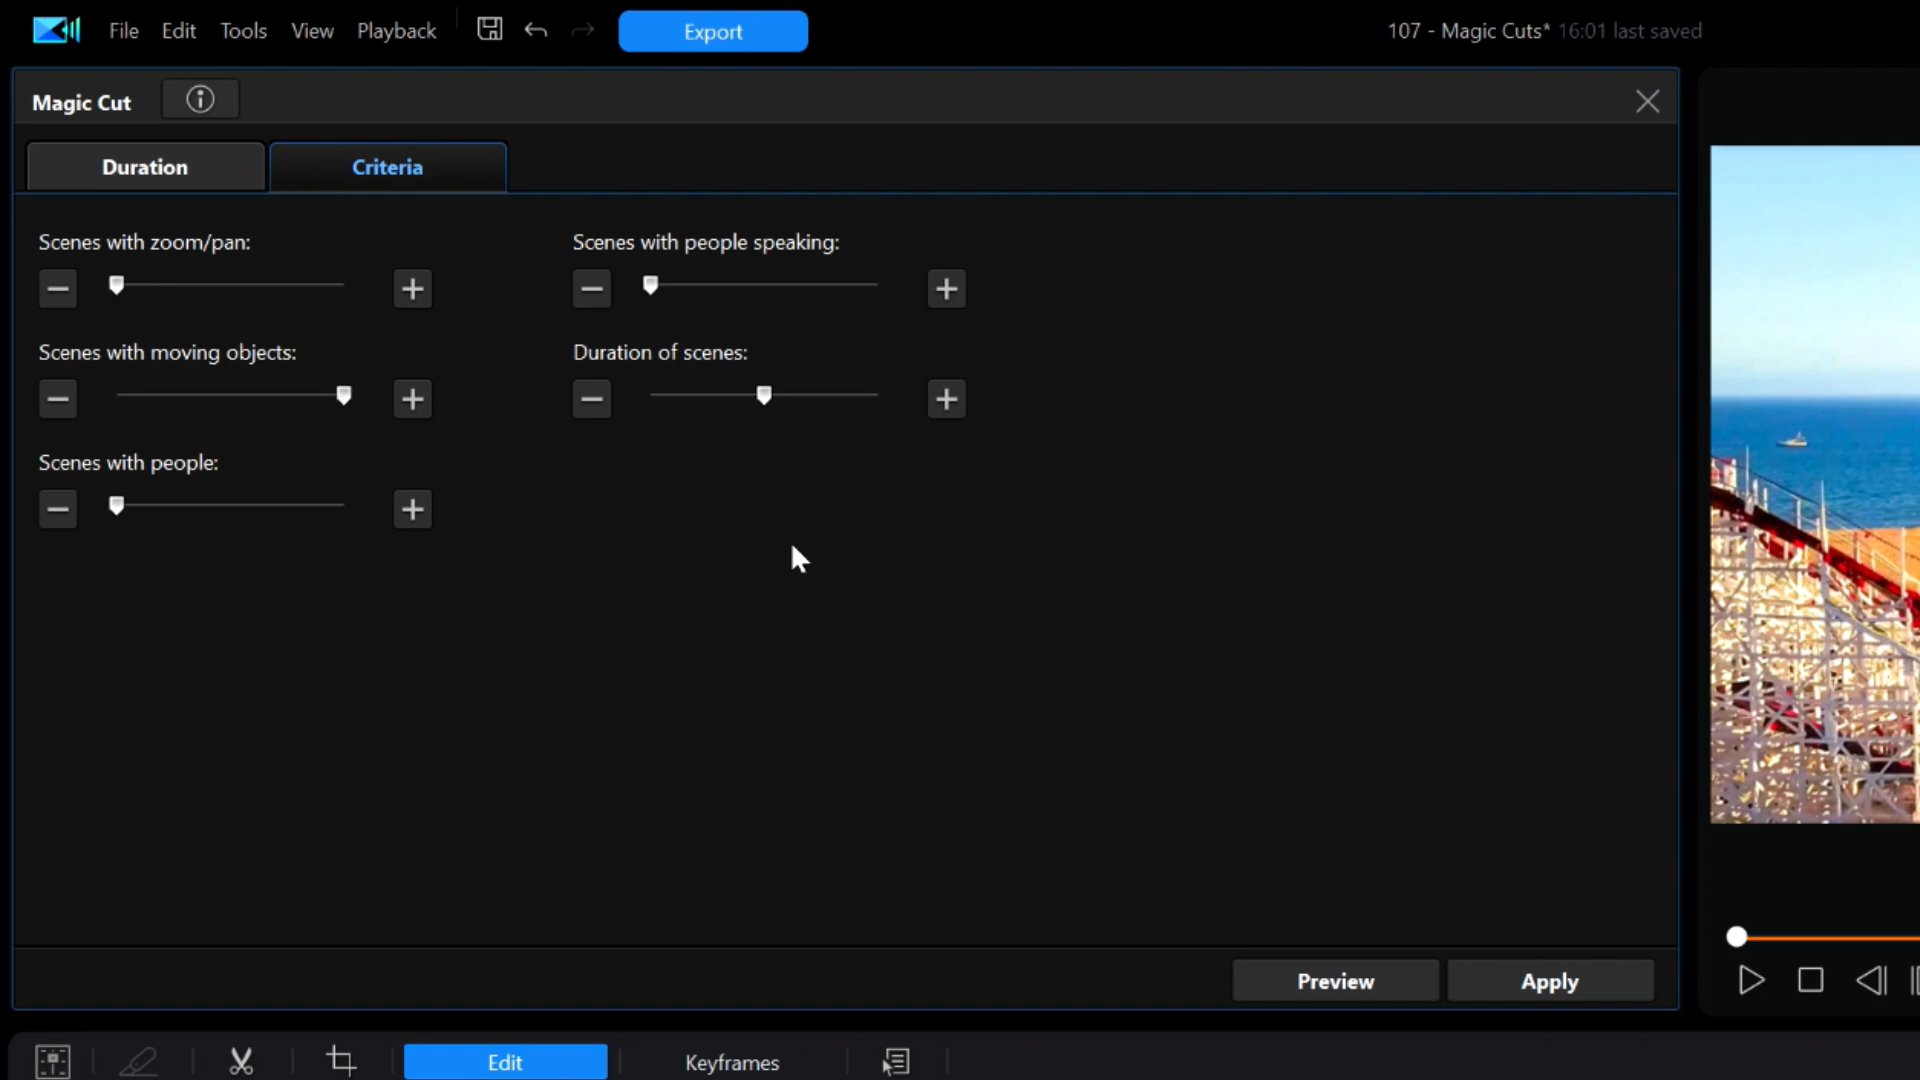 File Edit Tools View Playback Export 107 - Magic Cuts* 16:01 last saved
Magic Cut
Duration Criteria
Scenes with zoom/pan: Scenes with people speaking:
Scenes with moving objects: Duration of scenes:
Scenes with people:
Preview Apply
Edit Keyframes